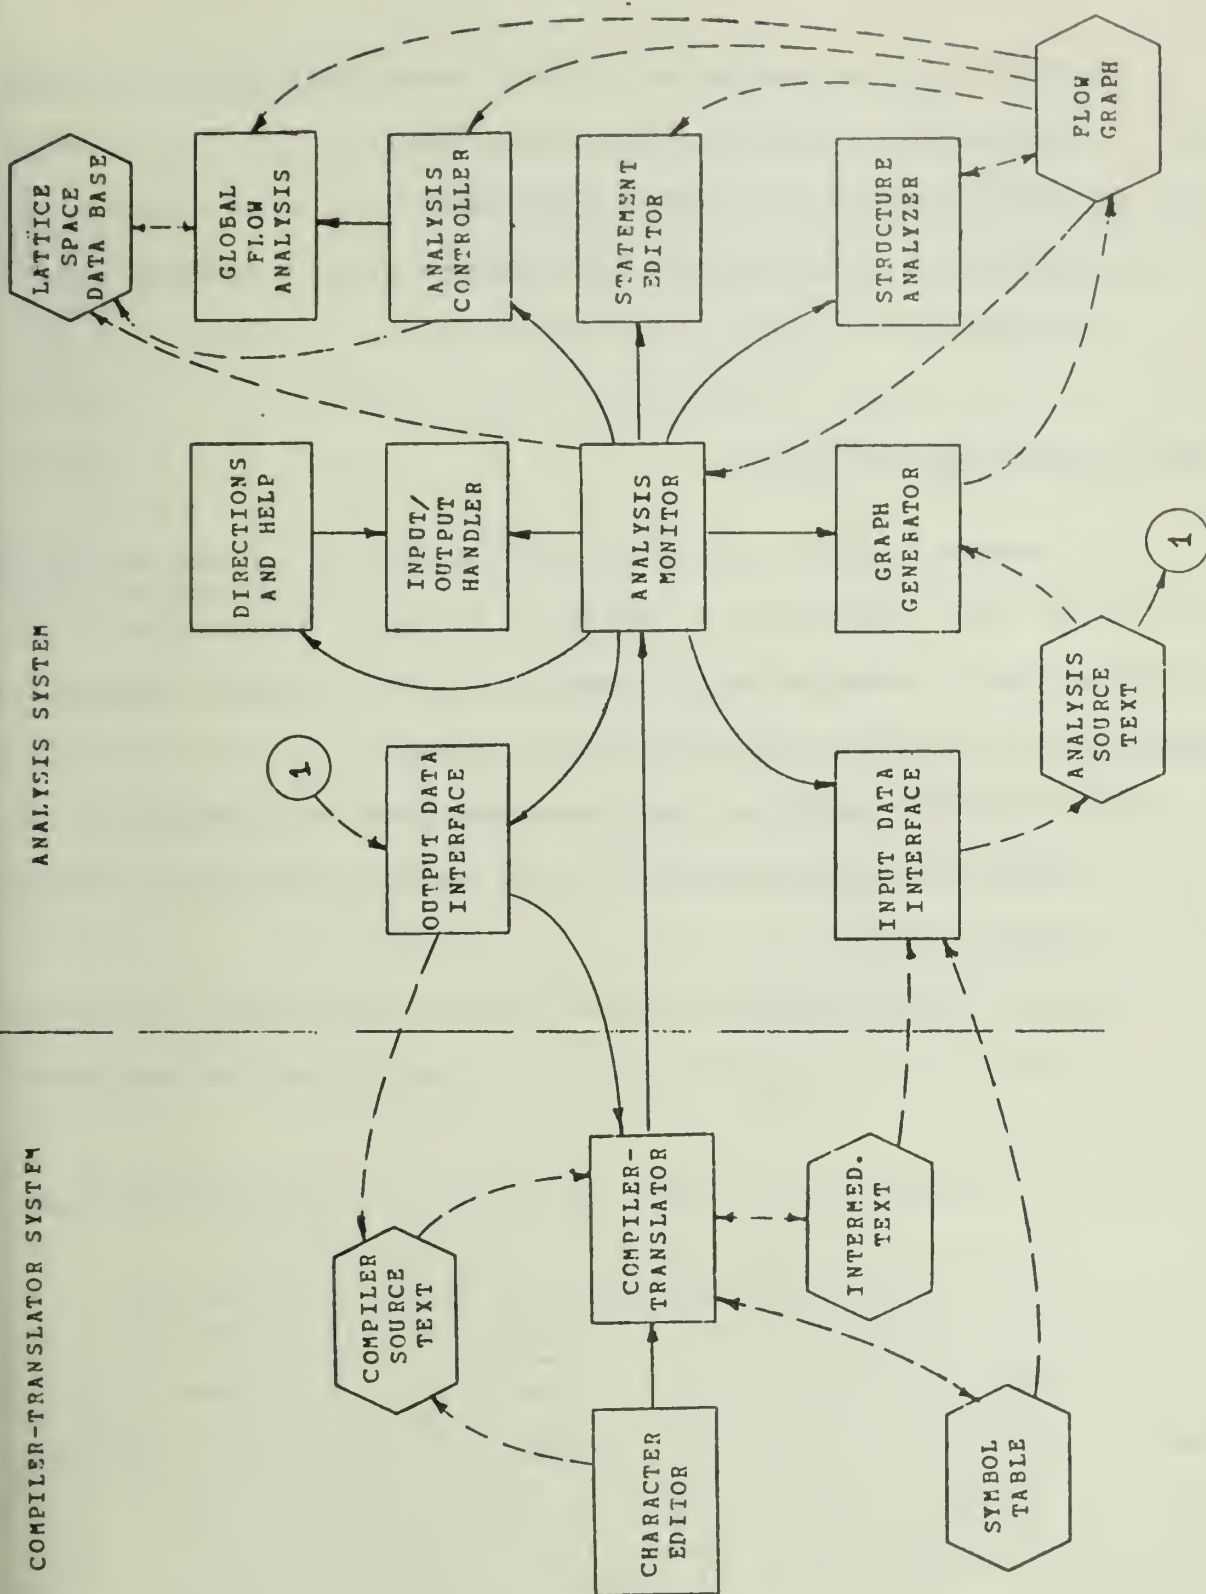 COMPILER-TRANSLATOR SYSTEM
ANALYSIS SYSTEM
LATTICE
SPACE
DATA BASE
GLOBAL
FLOW
ANALYSIS
ANALYSIS
CONTROLLER
STATEMENT
EDITOR
STRUCTURE
ANALYZER
FLOW
GRAPH
DIRECTIONS
AND HELP
INPUT/
OUTPUT
HANDLER
ANALYSIS
MONITOR
GRAPH
GENERATOR
1
1
OUTPUT DATA
INTERFACE
INPUT DATA
INTERFACE
ANALYSIS
SOURCE
TEXT
COMPILER
SOURCE
TEXT
COMPILER-
TRANSLATOR
INTERMED.
TEXT
CHARACTER
EDITOR
SYMBOL
TABLE